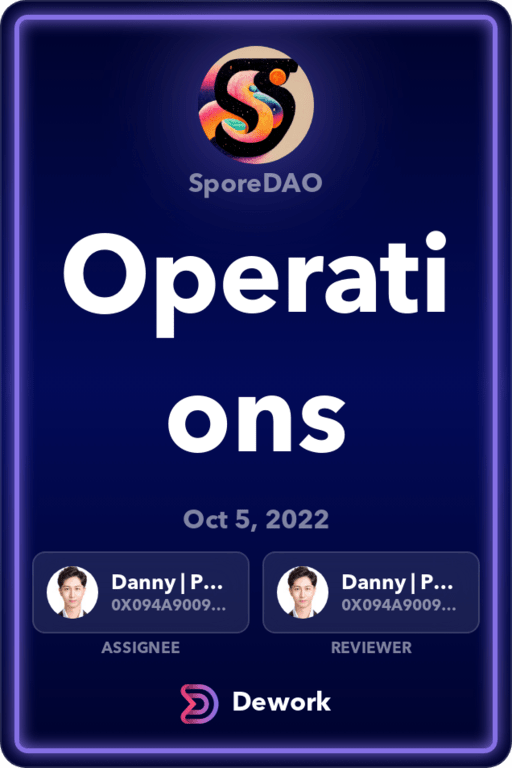 SporeDAO
Operati
ons
Oct 5, 2022
Danny | P... Danny | P...
0X094A9009... 0X094A9009...
ASSIGNEE REVIEWER
Dework